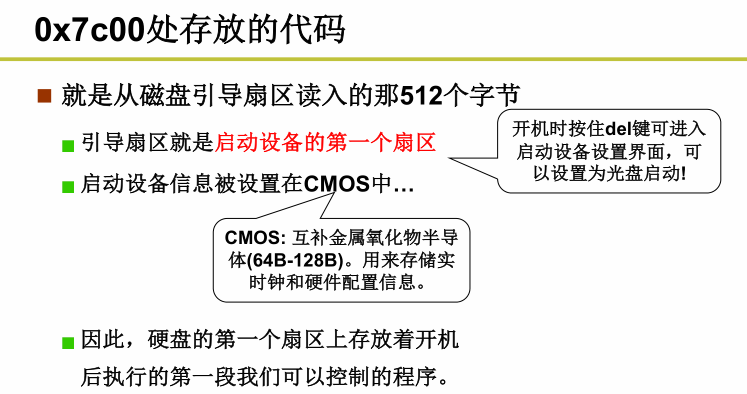 0x7c00处存放的代码
就是从磁盘引导扇区读入的那512个字节
引导扇区就是启动设备的第一个扇区
开机时按住del键可进入
启动设备设置界面，可
以设置为光盘启动!
启动设备信息被设置在CMOS中…
CMOS: 互补金属氧化物半导
体(64B-128B)。用来存储实
时钟和硬件配置信息。
因此，硬盘的第一个扇区上存放着开机
后执行的第一段我们可以控制的程序。